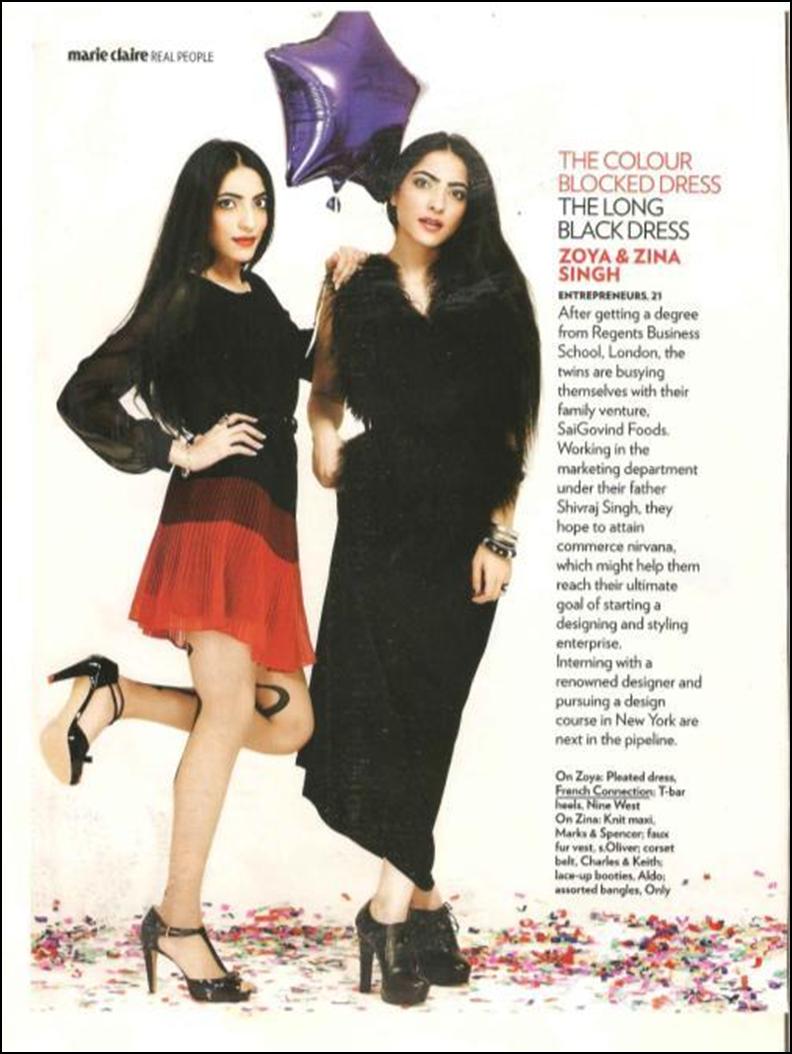 marie claire REAL PEOPLE
THE COLOUR
BLOCKED DRESS
THE LONG
BLACK DRESS
ZOYA & ZINA
SINGH
ENTREPRENEURS, 21
After getting a degree
from Regents Business
School, London, the
twins are busying
themselves with their
family venture,
SaiGovind Foods.
Working in the
marketing department
under their father
Shivraj Singh, they
hope to attain
commerce nirvana,
which might help them
reach their ultimate
goal of starting a
designing and styling
enterprise.
Interning with a
renowned designer and
pursuing a design
course in New York are
next in the pipeline.
On Zoya: Pleated dress,
French Connection; T-bar
heels, Nine West
On Zina: Knit maxi,
Marks & Spencer; faux
fur vest, s.Oliver; corset
belt, Charles & Keith;
lace-up booties, Aldo;
assorted bangles, Only